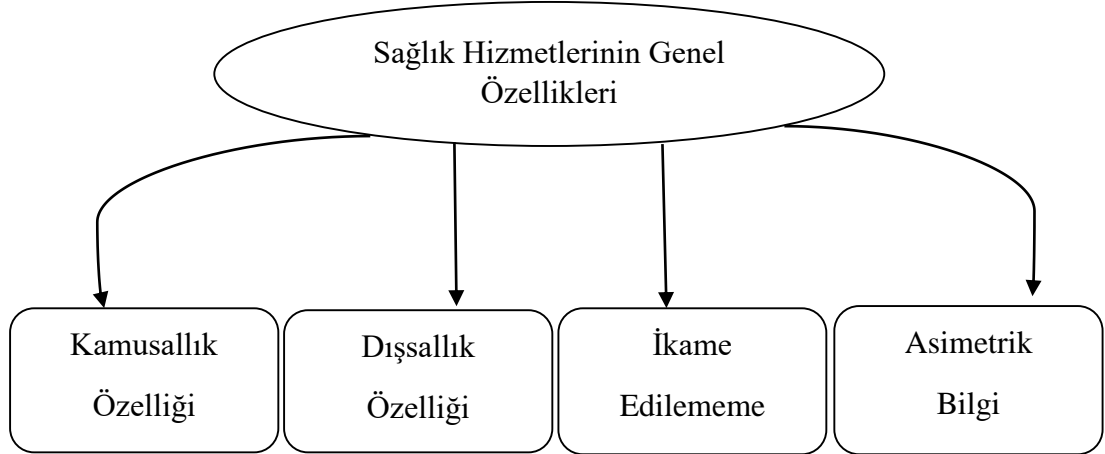 Sağlık Hizmetlerinin Genel
Özellikleri
Kamusallık
Özelliği
Dışsallık
Özelliği
İkame
Edilememe
Asimetrik
Bilgi